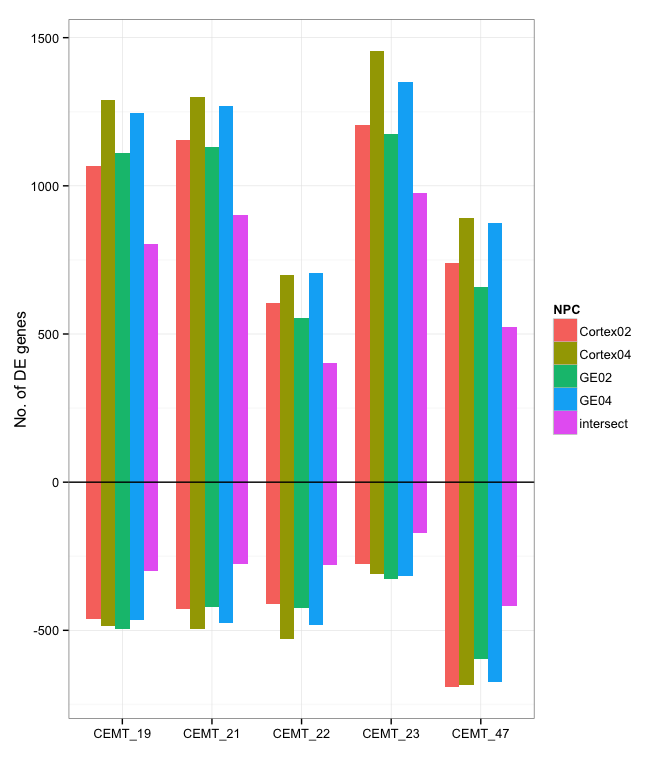 1500
1000
500
0
-500
No. of DE genes
CEMT_19 CEMT_21 CEMT_22 CEMT_23 CEMT_47
NPC
Cortex02
Cortex04
GE02
GE04
intersect